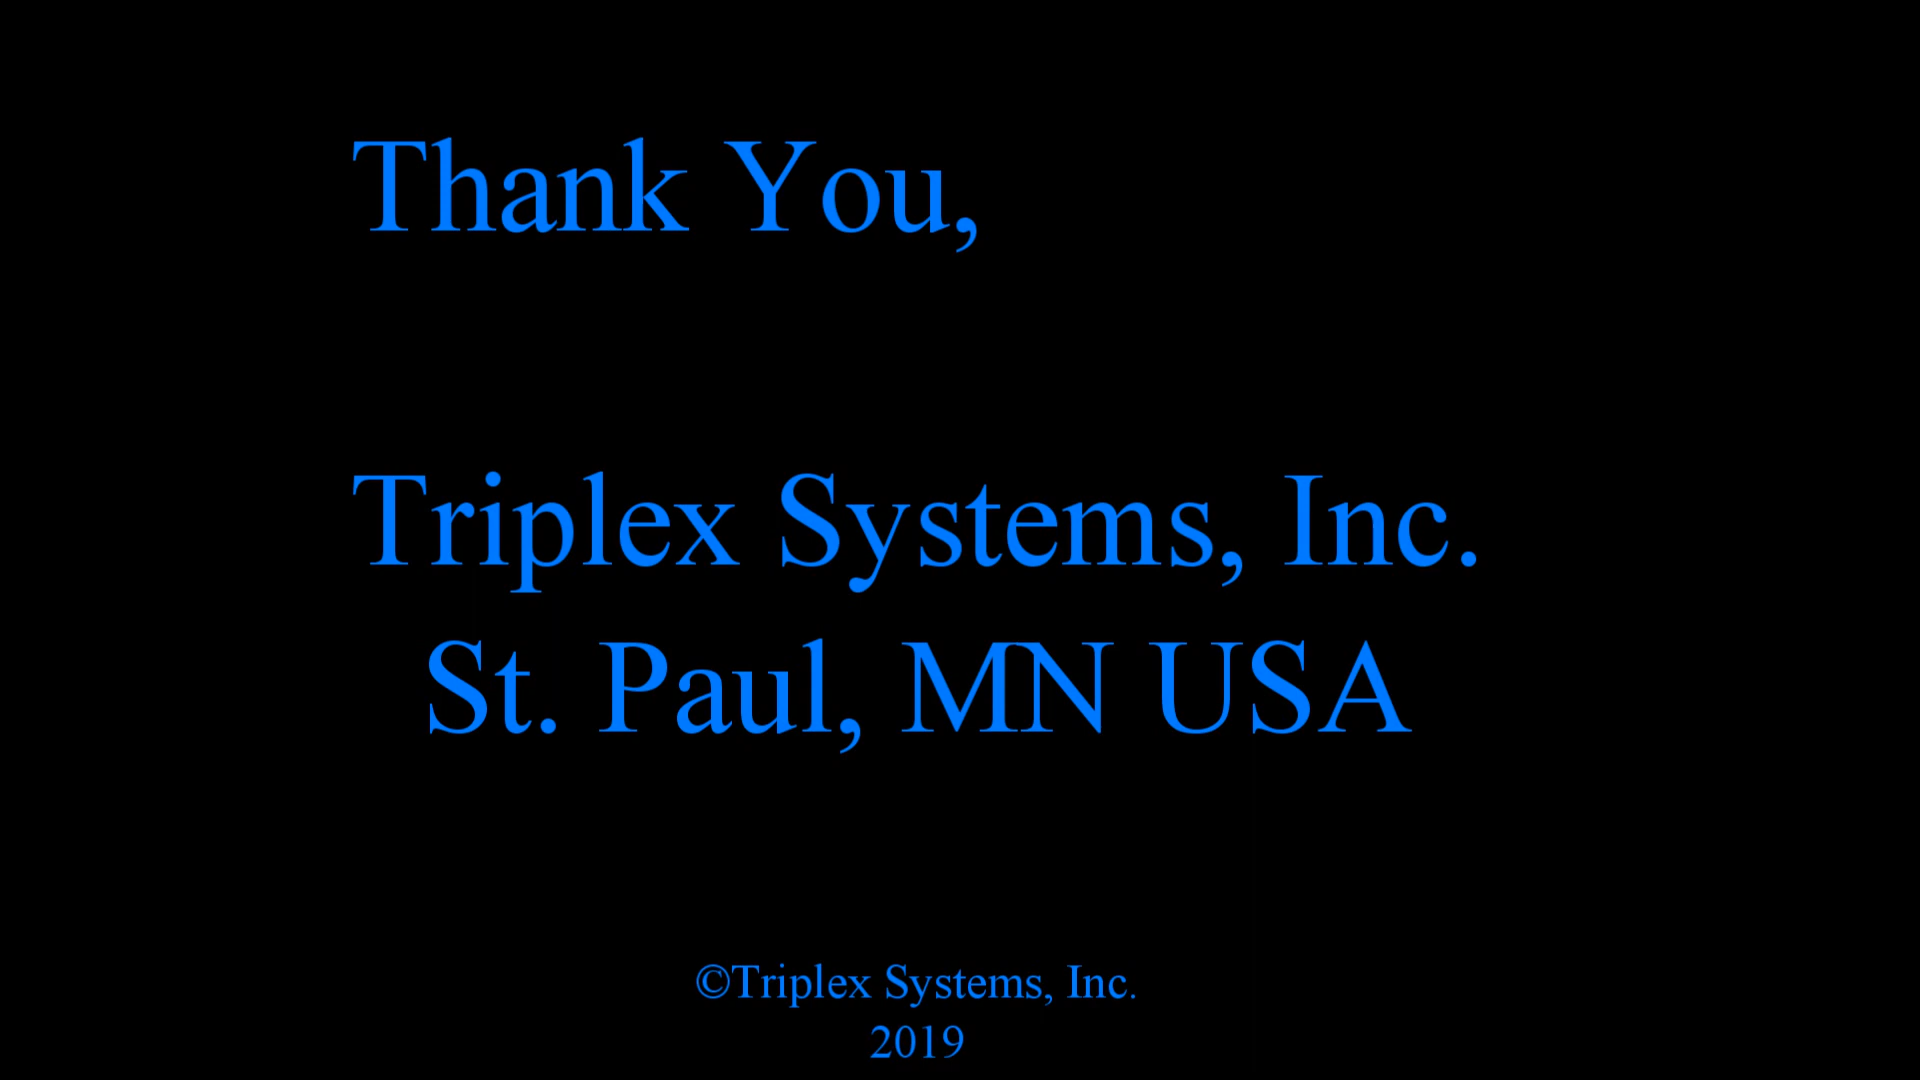 Thank You,
Triplex Systems, Inc.
St. Paul, MN USA
©Triplex Systems, Inc.
2019